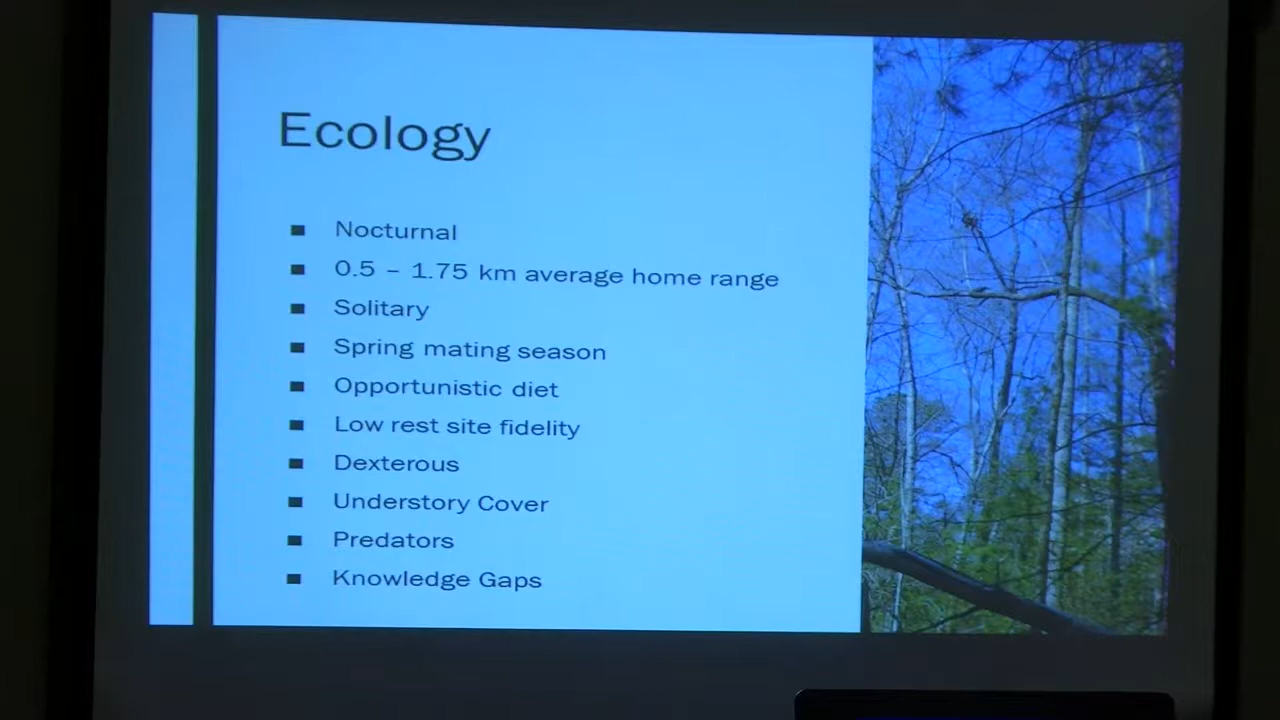 Ecology
■ Nocturnal
■ 0.5 – 1.75 km average home range
■ Solitary
■ Spring mating season
■ Opportunistic diet
■ Low rest site fidelity
■ Dexterous
■ Understory Cover
■ Predators
■ Knowledge Gaps